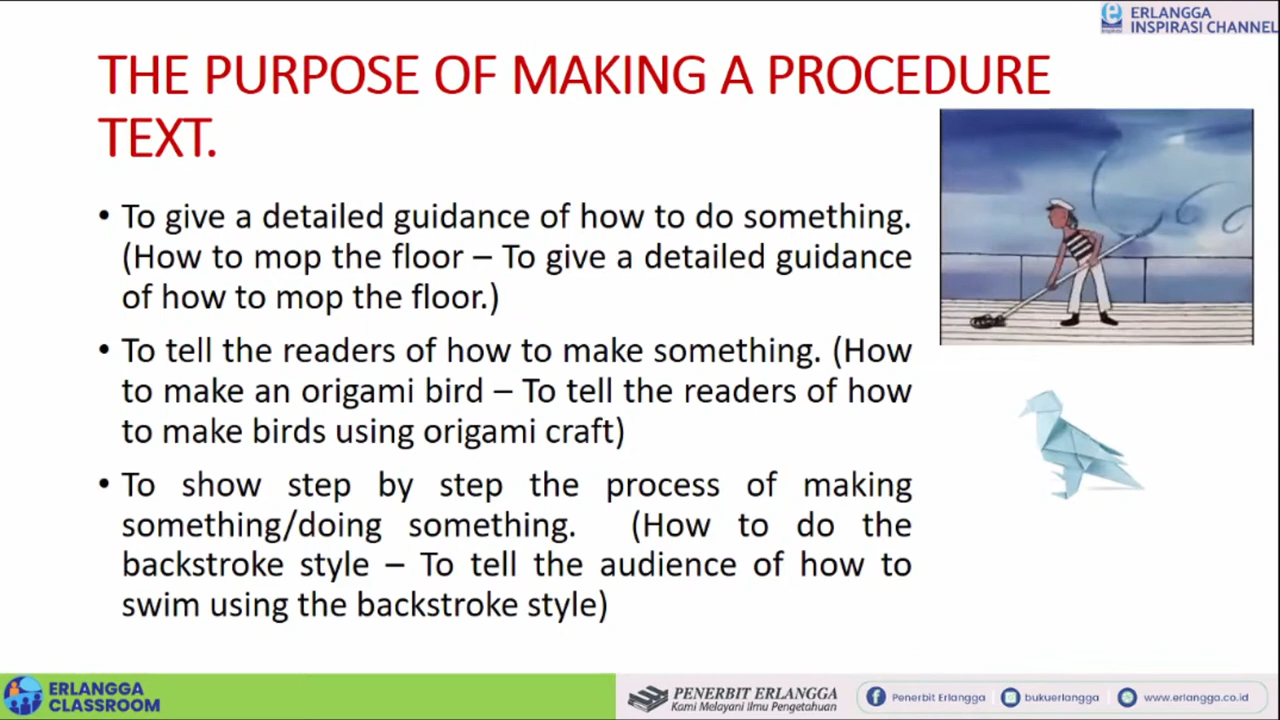 ERLANGGA
INSPIRASI CHANNEL
THE PURPOSE OF MAKING A PROCEDURE
TEXT.
• To give a detailed guidance of how to do something.
(How to mop the floor – To give a detailed guidance
of how to mop the floor.)
• To tell the readers of how to make something. (How
to make an origami bird – To tell the readers of how
to make birds using origami craft)
• To show step by step the process of making
something/doing something. (How to do the
backstroke style – To tell the audience of how to
swim using the backstroke style)
ERLANGGA
CLASSROOM
PENERBIT ERLANGGA
Kami Melayani Ilmu Pengetahuan
Penerbit Erlangga
bukuerlangga
www.erlangga.co.id